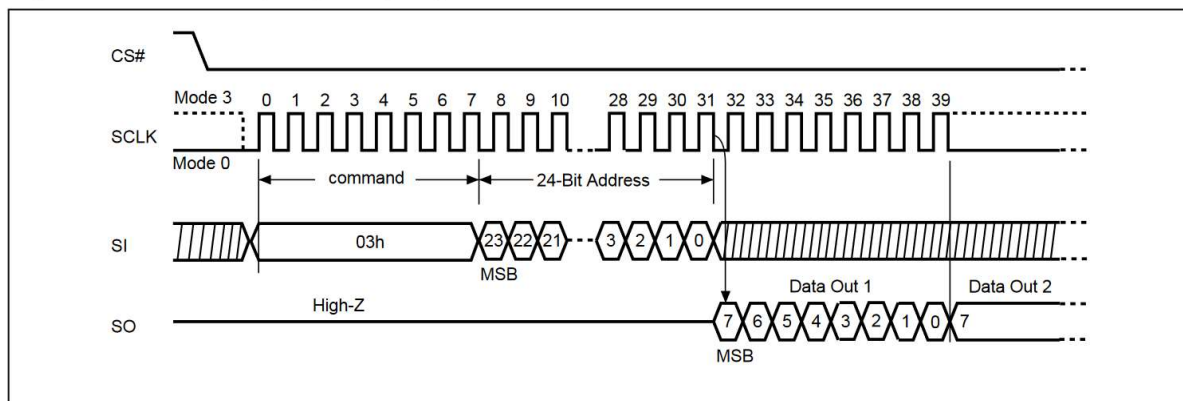 CS#
Mode 3
0 1 2 3 4 5 6 7 8 9 10 28 29 30 31 32 33 34 35 36 37 38 39
SCLK
Mode 0
command
24-Bit Address
SI
03h
23 22 21 3 2 1 0
MSB
Data Out 1
Data Out 2
High-Z
SO
7 6 5 4 3 2 1 0 7
MSB